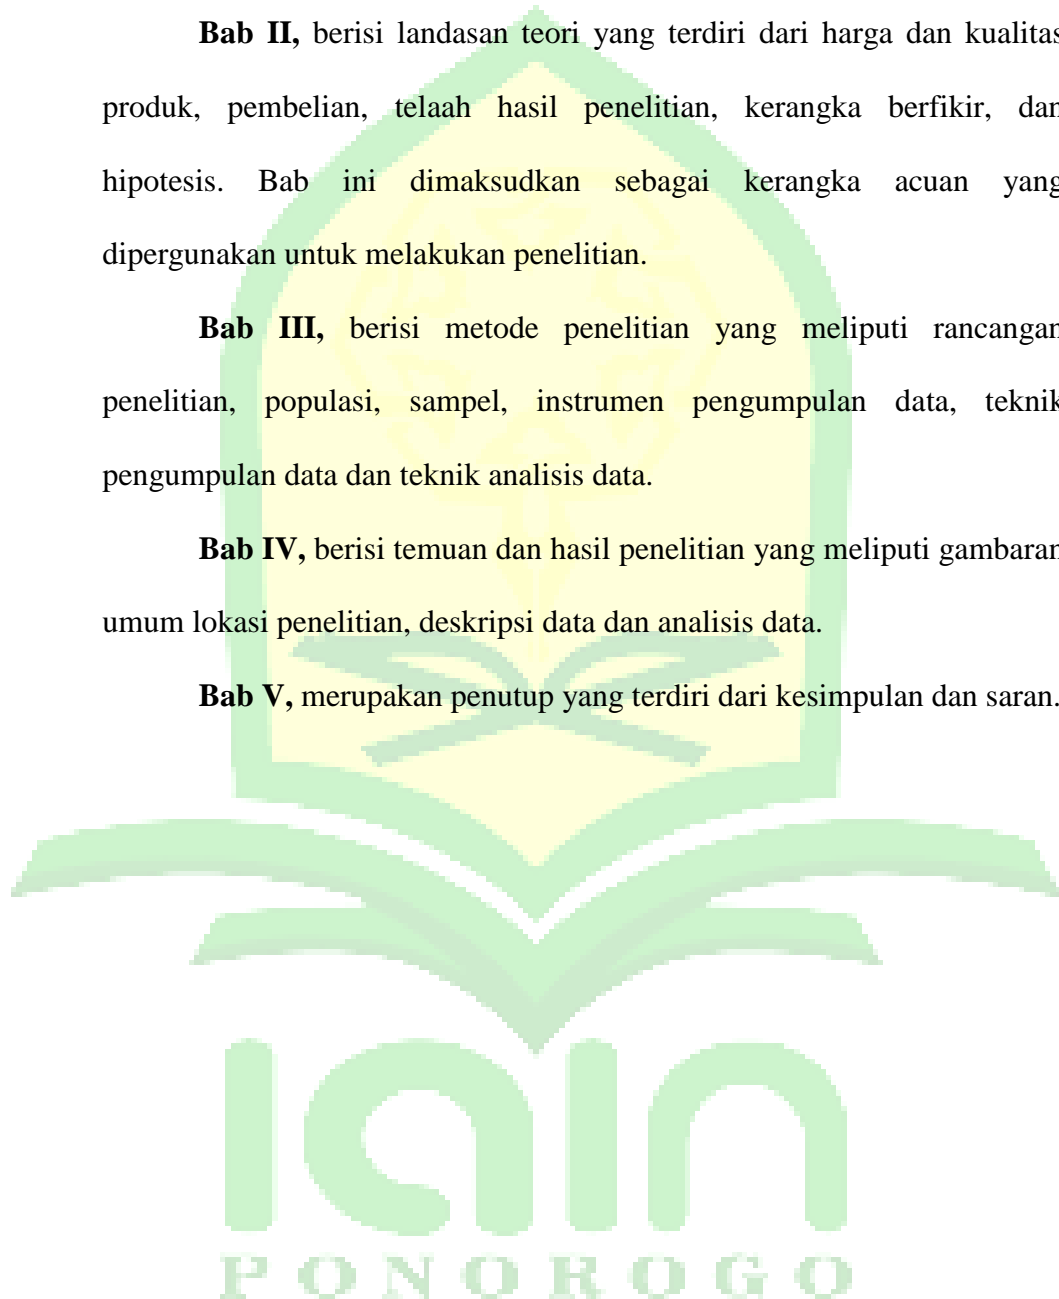 Bab II, berisi landasan teori yang terdiri dari harga dan kualitas
produk, pembelian, telaah hasil penelitian, kerangka berfikir, dan
hipotesis. Bab ini dimaksudkan sebagai kerangka acuan yang
dipergunakan untuk melakukan penelitian.
Bab III, berisi metode penelitian yang meliputi rancangan
penelitian, populasi, sampel, instrumen pengumpulan data, teknik
pengumpulan data dan teknik analisis data.
Bab IV, berisi temuan dan hasil penelitian yang meliputi gambaran
umum lokasi penelitian, deskripsi data dan analisis data.
Bab V, merupakan penutup yang terdiri dari kesimpulan dan saran.
iain
PONOROGO